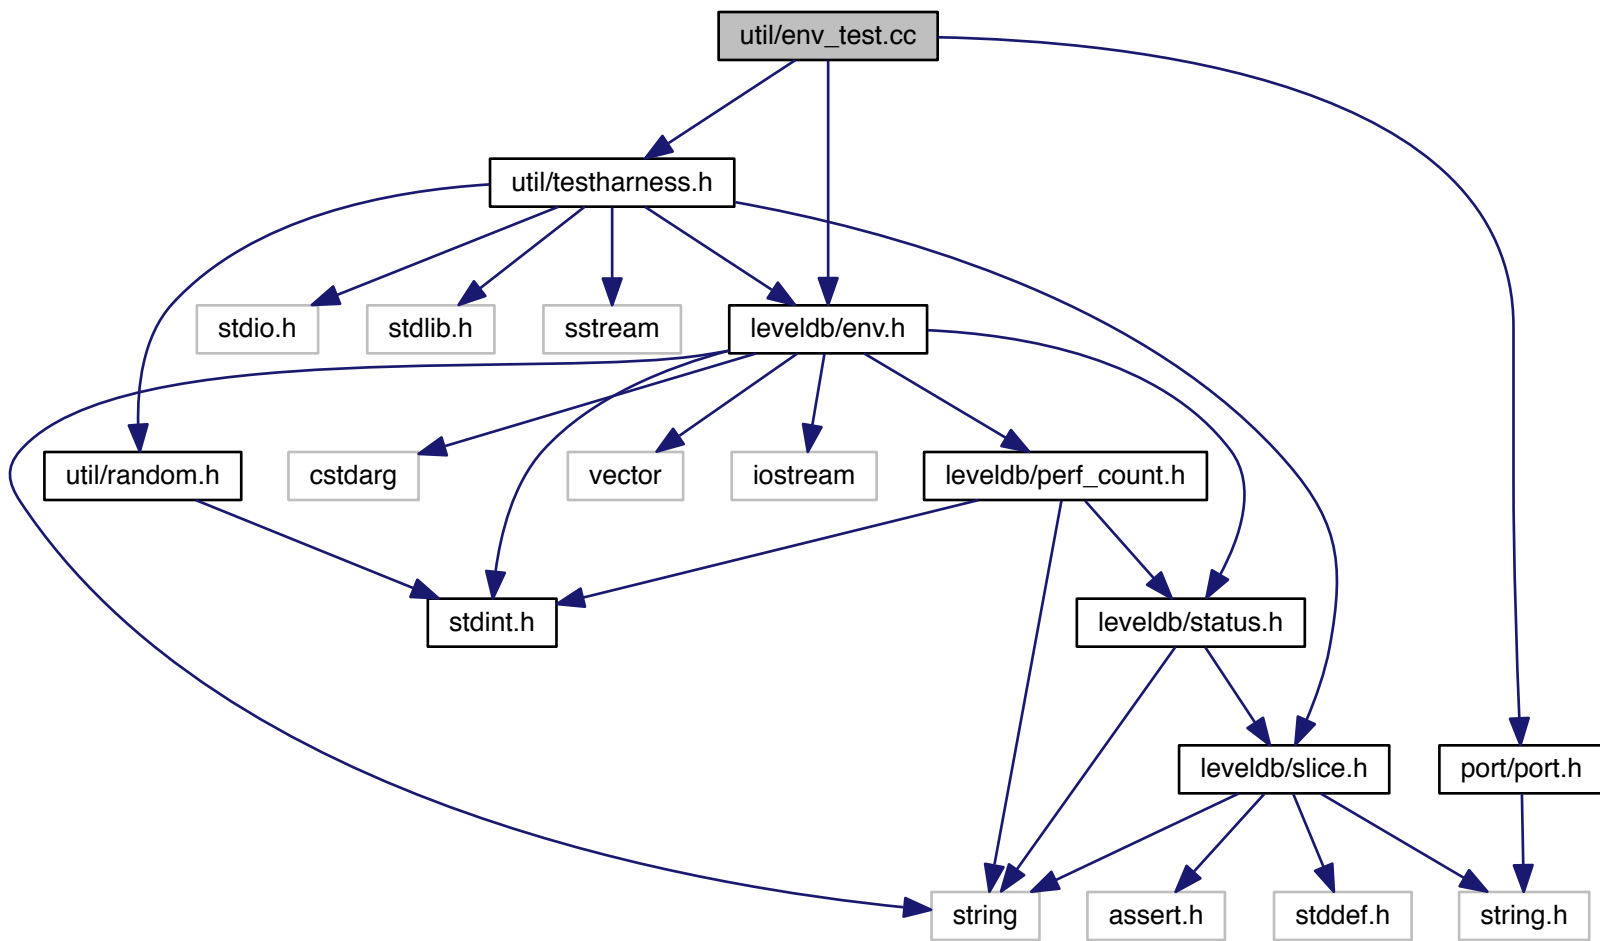 util/env_test.cc
util/testharness.h
stdio.h
stdlib.h
sstream
leveldb/env.h
util/random.h
cstdarg
vector
iostream
leveldb/perf_count.h
stdint.h
leveldb/status.h
leveldb/slice.h
port/port.h
string
assert.h
stddef.h
string.h